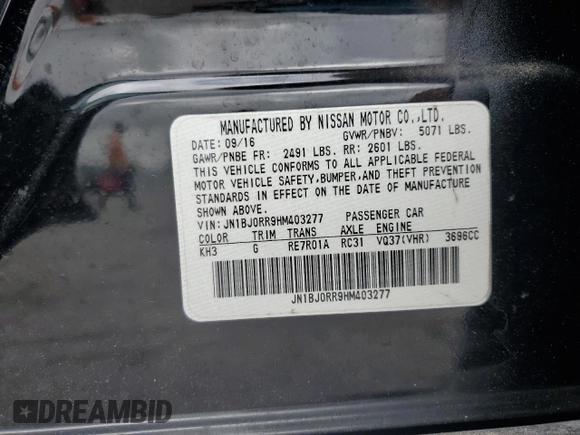 MANUFACTURED BY NISSAN MOTOR CO.,LTD.
DATE: 09/16 GVWR/PNBV: 5071 LBS.
GAWR/PNBE FR: 2491 LBS. RR: 2601 LBS.
THIS VEHICLE CONFORMS TO ALL APPLICABLE FEDERAL
MOTOR VEHICLE SAFETY,BUMPER,AND THEFT PREVENTION
STANDARDS IN EFFECT ON THE DATE OF MANUFACTURE
SHOWN ABOVE.
VIN: JN1BJ0RR9HM403277 PASSENGER CAR
COLOR TRIM TRANS AXLE ENGINE
KH3 G RE7R01A RC31 VQ37(VHR) 3696CC
JN1BJ0RR9HM403277
DREAMBID